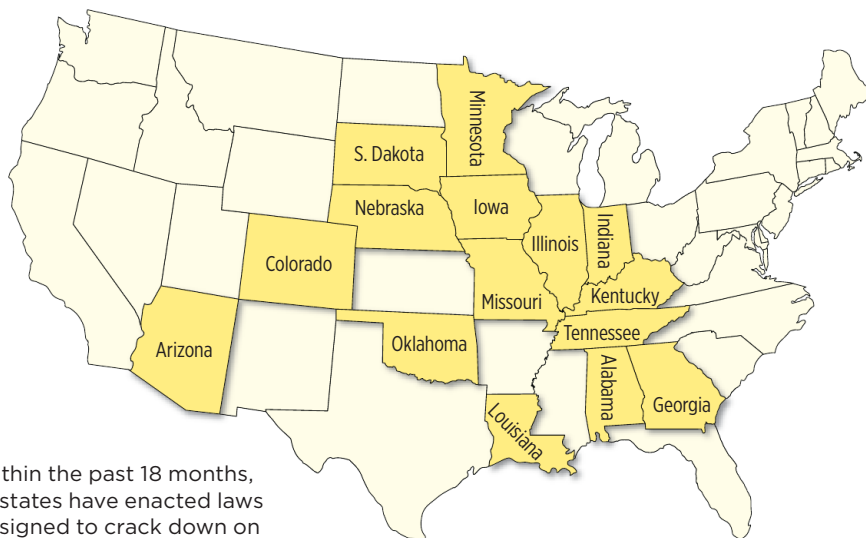 Minnesota
S. Dakota
Nebraska
Iowa
Illinois
Indiana
Colorado
Missouri
Kentucky
Tennessee
Arizona
Oklahoma
Alabama
Georgia
Louisiana
thin the past 18 months,
states have enacted laws
signed to crack down on